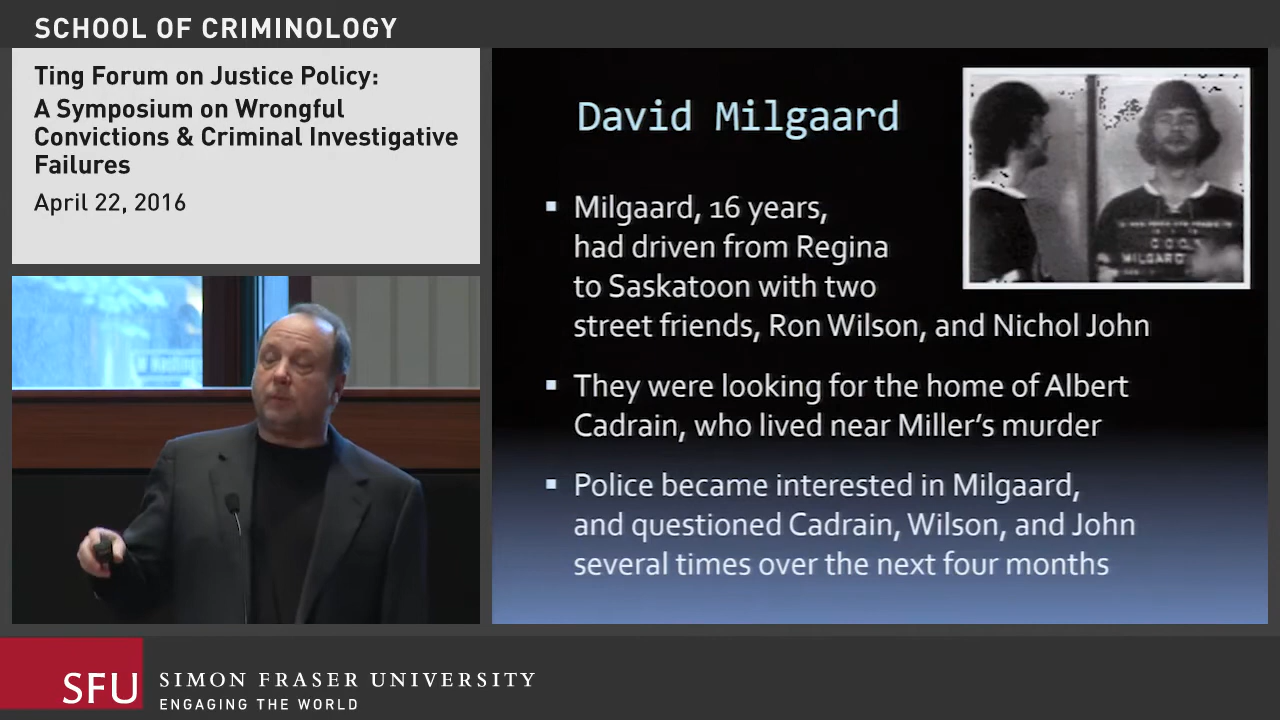 SCHOOL OF CRIMINOLOGY
Ting Forum on Justice Policy:
A Symposium on Wrongful
Convictions & Criminal Investigative
Failures
April 22, 2016
David Milgaard
▪ Milgaard, 16 years,
had driven from Regina
to Saskatoon with two
street friends, Ron Wilson, and Nichol John
▪ They were looking for the home of Albert
Cadrain, who lived near Miller’s murder
▪ Police became interested in Milgaard,
and questioned Cadrain, Wilson, and John
several times over the next four months
MILGARD
SFU
SIMON FRASER UNIVERSITY
ENGAGING THE WORLD